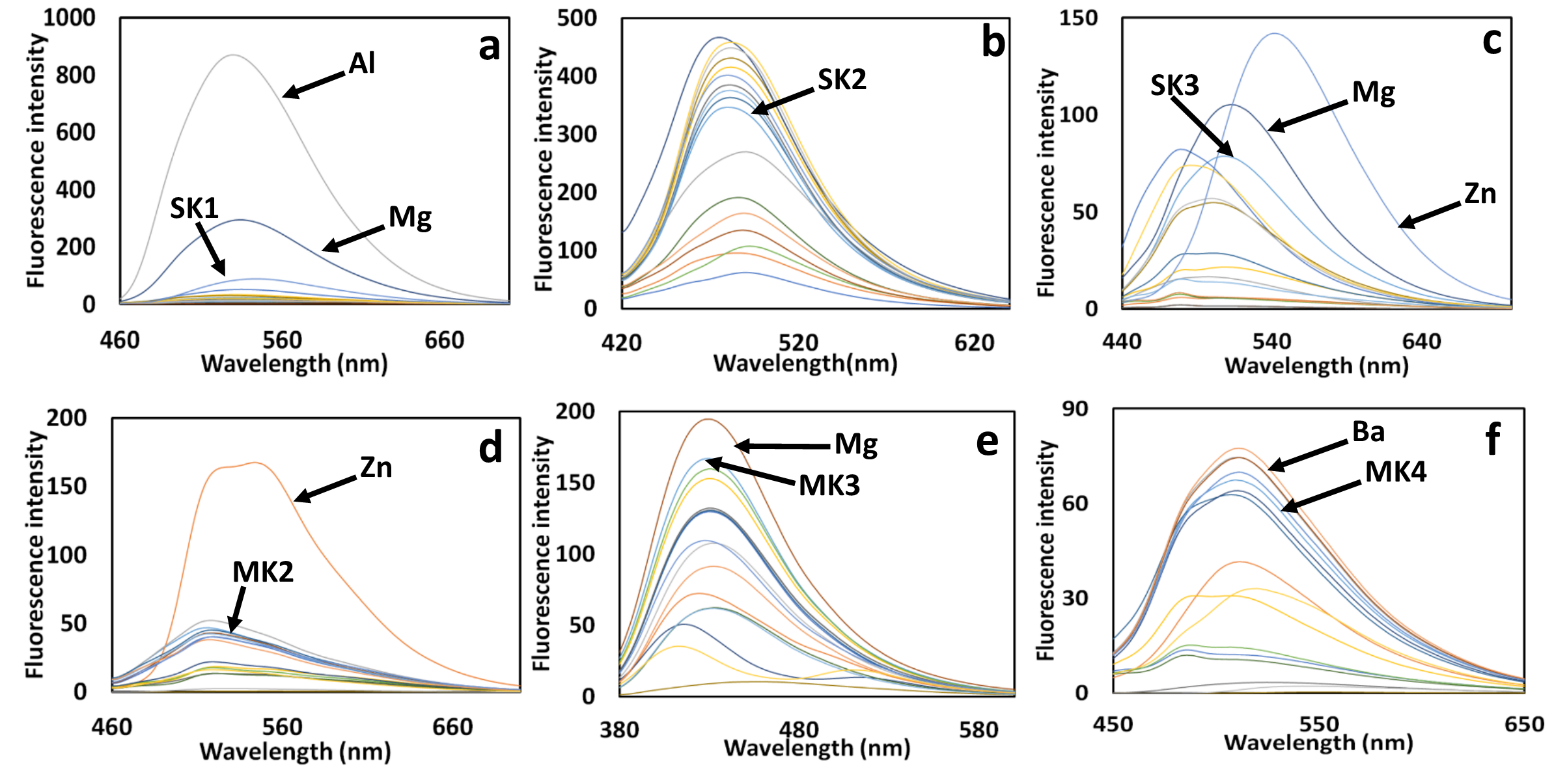 a
Fluorescence intensity
1000
800
600
400
200
0
Al
SK1
Mg
460
560
660
Wavelength (nm)
b
Fluorescence intensity
500
400
300
200
100
0
SK2
420
520
620
Wavelength(nm)
c
Fluorescence intensity
150
100
50
0
SK3
Mg
Zn
440
540
640
Wavelength (nm)
d
Fluorescence intensity
200
150
100
50
0
Zn
MK2
460
560
660
Wavelength (nm)
e
Fluorescence intensity
200
150
100
50
0
Mg
MK3
380
480
580
Wavelength (nm)
f
Fluorescence intensity
90
60
30
0
Ba
MK4
450
550
650
Wavelength (nm)